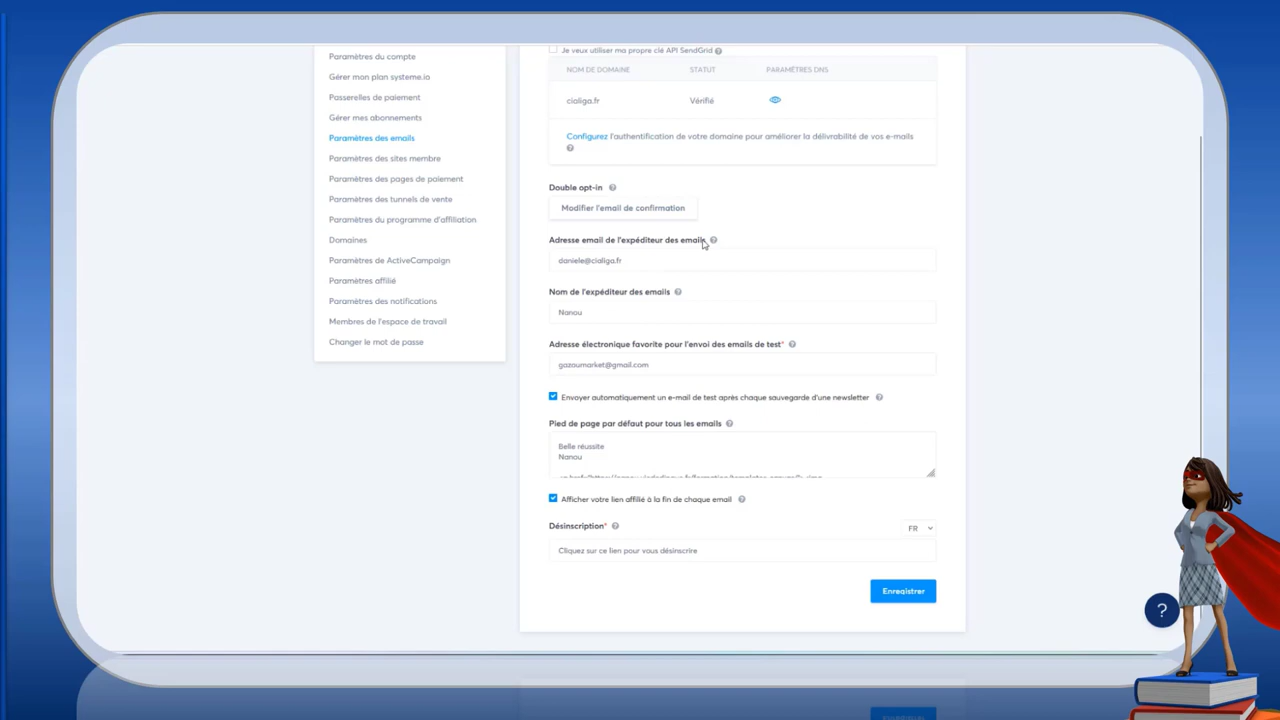 Paramètres du compte
Gérer mon plan systeme.io
Passerelles de paiement
Gérer mes abonnements
Paramètres des emails
Paramètres des sites membre
Paramètres des pages de paiement
Paramètres des tunnels de vente
Paramètres du programme d'affiliation
Domaines
Paramètres de ActiveCampaign
Paramètres affilié
Paramètres des notifications
Membres de l'espace de travail
Changer le mot de passe
Je veux utiliser ma propre clé API SendGrid ?
NOM DE DOMAINE STATUT PARAMÈTRES DNS
cialiga.fr Vérifié
Configurez l'authentification de votre domaine pour améliorer la délivrabilité de vos e-mails
?
Double opt-in ?
Modifier l'email de confirmation
Adresse email de l'expéditeur des emails ?
daniele@cialiga.fr
Nom de l'expéditeur des emails ?
Nanou
Adresse électronique favorite pour l'envoi des emails de test* ?
gazoumarket@gmail.com
Envoyer automatiquement un e-mail de test après chaque sauvegarde d'une newsletter ?
Pied de page par défaut pour tous les emails ?
Belle réussite
Nanou
Afficher votre lien affilié à la fin de chaque email ?
Désinscription* ? FR
Cliquez sur ce lien pour vous désinscrire
Enregistrer
?